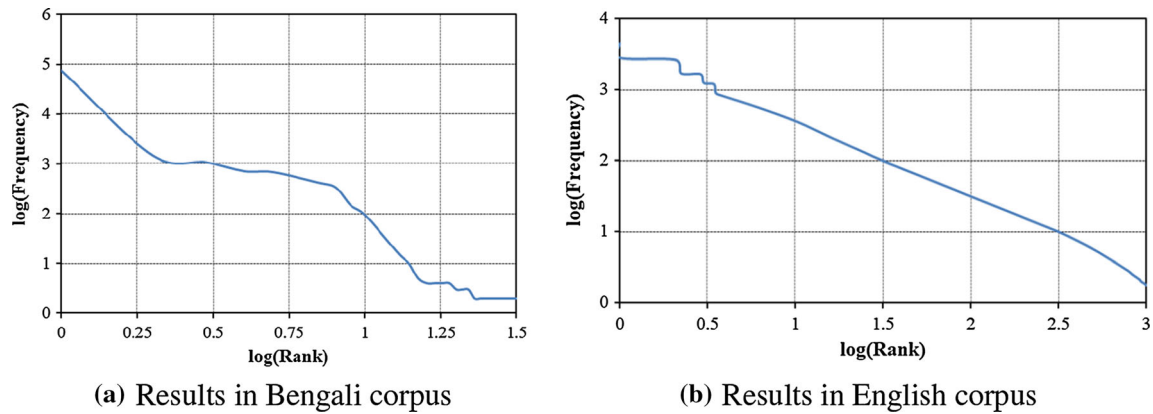 6
5
4
3
2
1
0
log(Frequency)
0 0.25 0.5 0.75 1 1.25 1.5
log(Rank)
(a) Results in Bengali corpus
4
3
2
1
0
log(Frequency)
0 0.5 1 1.5 2 2.5 3
log(Rank)
(b) Results in English corpus